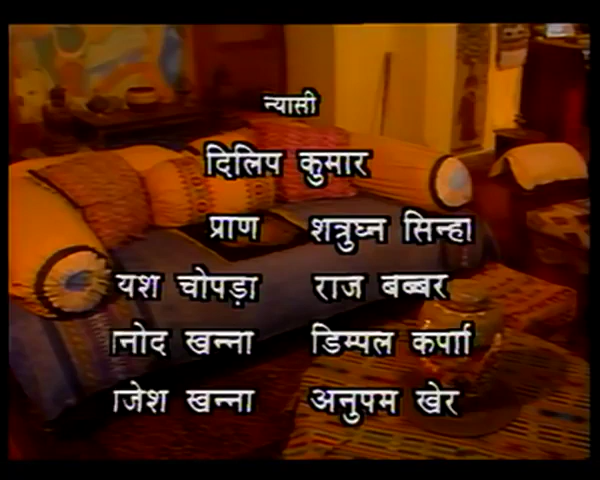 न्यासी
दिलिप कुमार
प्राण शत्रुघ्न सिन्हा
यश चोपड़ा राज बब्बर
खन्ना डिम्पल
खन्ना अनुपम खेर